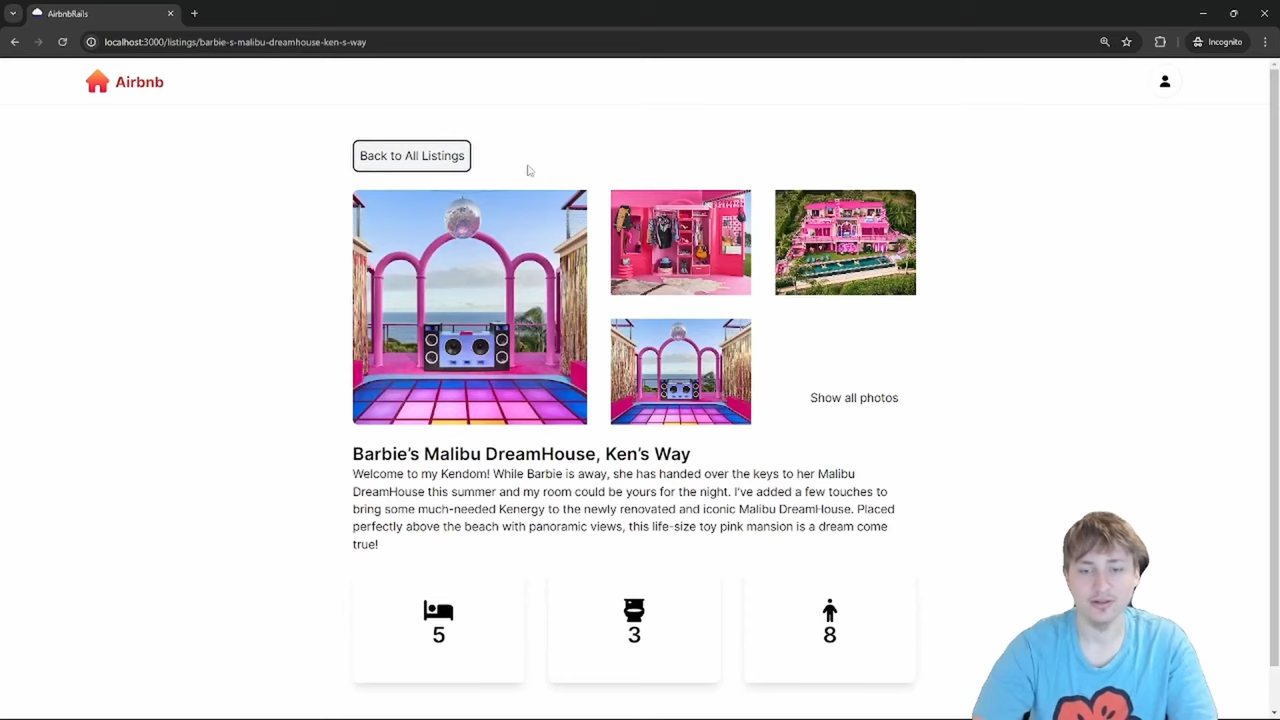 AirbnbRails
localhost:3000/listings/barbie-s-malibu-dreamhouse-ken-s-way
Incognito
Airbnb
Back to All Listings
Show all photos
Barbie’s Malibu DreamHouse, Ken’s Way
Welcome to my Kendom! While Barbie is away, she has handed over the keys to her Malibu
DreamHouse this summer and my room could be yours for the night. I’ve added a few touches to
bring some much-needed Kenergy to the newly renovated and iconic Malibu DreamHouse. Placed
perfectly above the beach with panoramic views, this life-size toy pink mansion is a dream come
true!
5 3 8